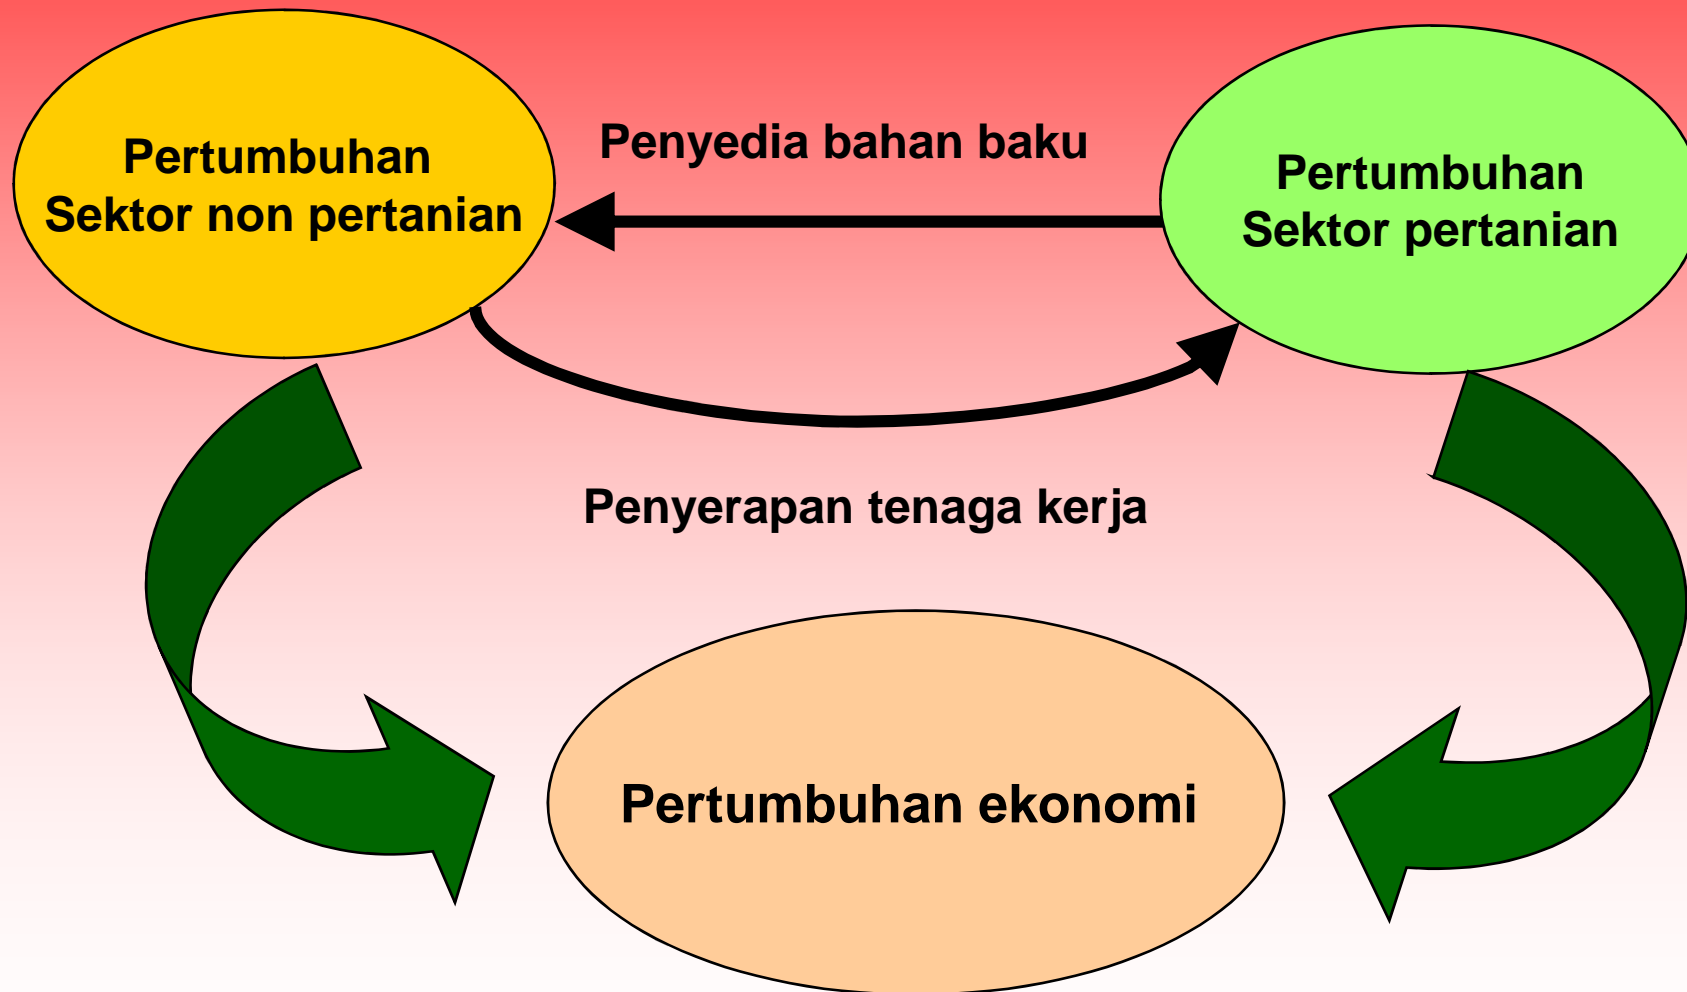 Pertumbuhan
Sektor non pertanian
Penyedia bahan baku
Pertumbuhan
Sektor pertanian
Penyerapan tenaga kerja
Pertumbuhan ekonomi